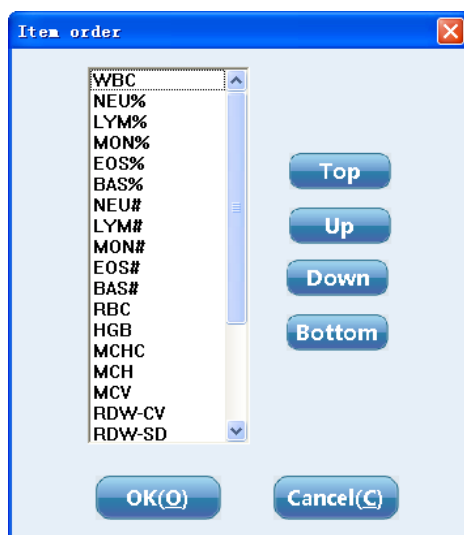 Item order
WBC
NEU%
LYM%
MON%
EOS%
BAS%
NEU#
LYM#
MON#
EOS#
BAS#
RBC
HGB
MCHC
MCH
MCV
RDW-CV
RDW-SD
Top
Up
Down
Bottom
OK(O)
Cancel(C)